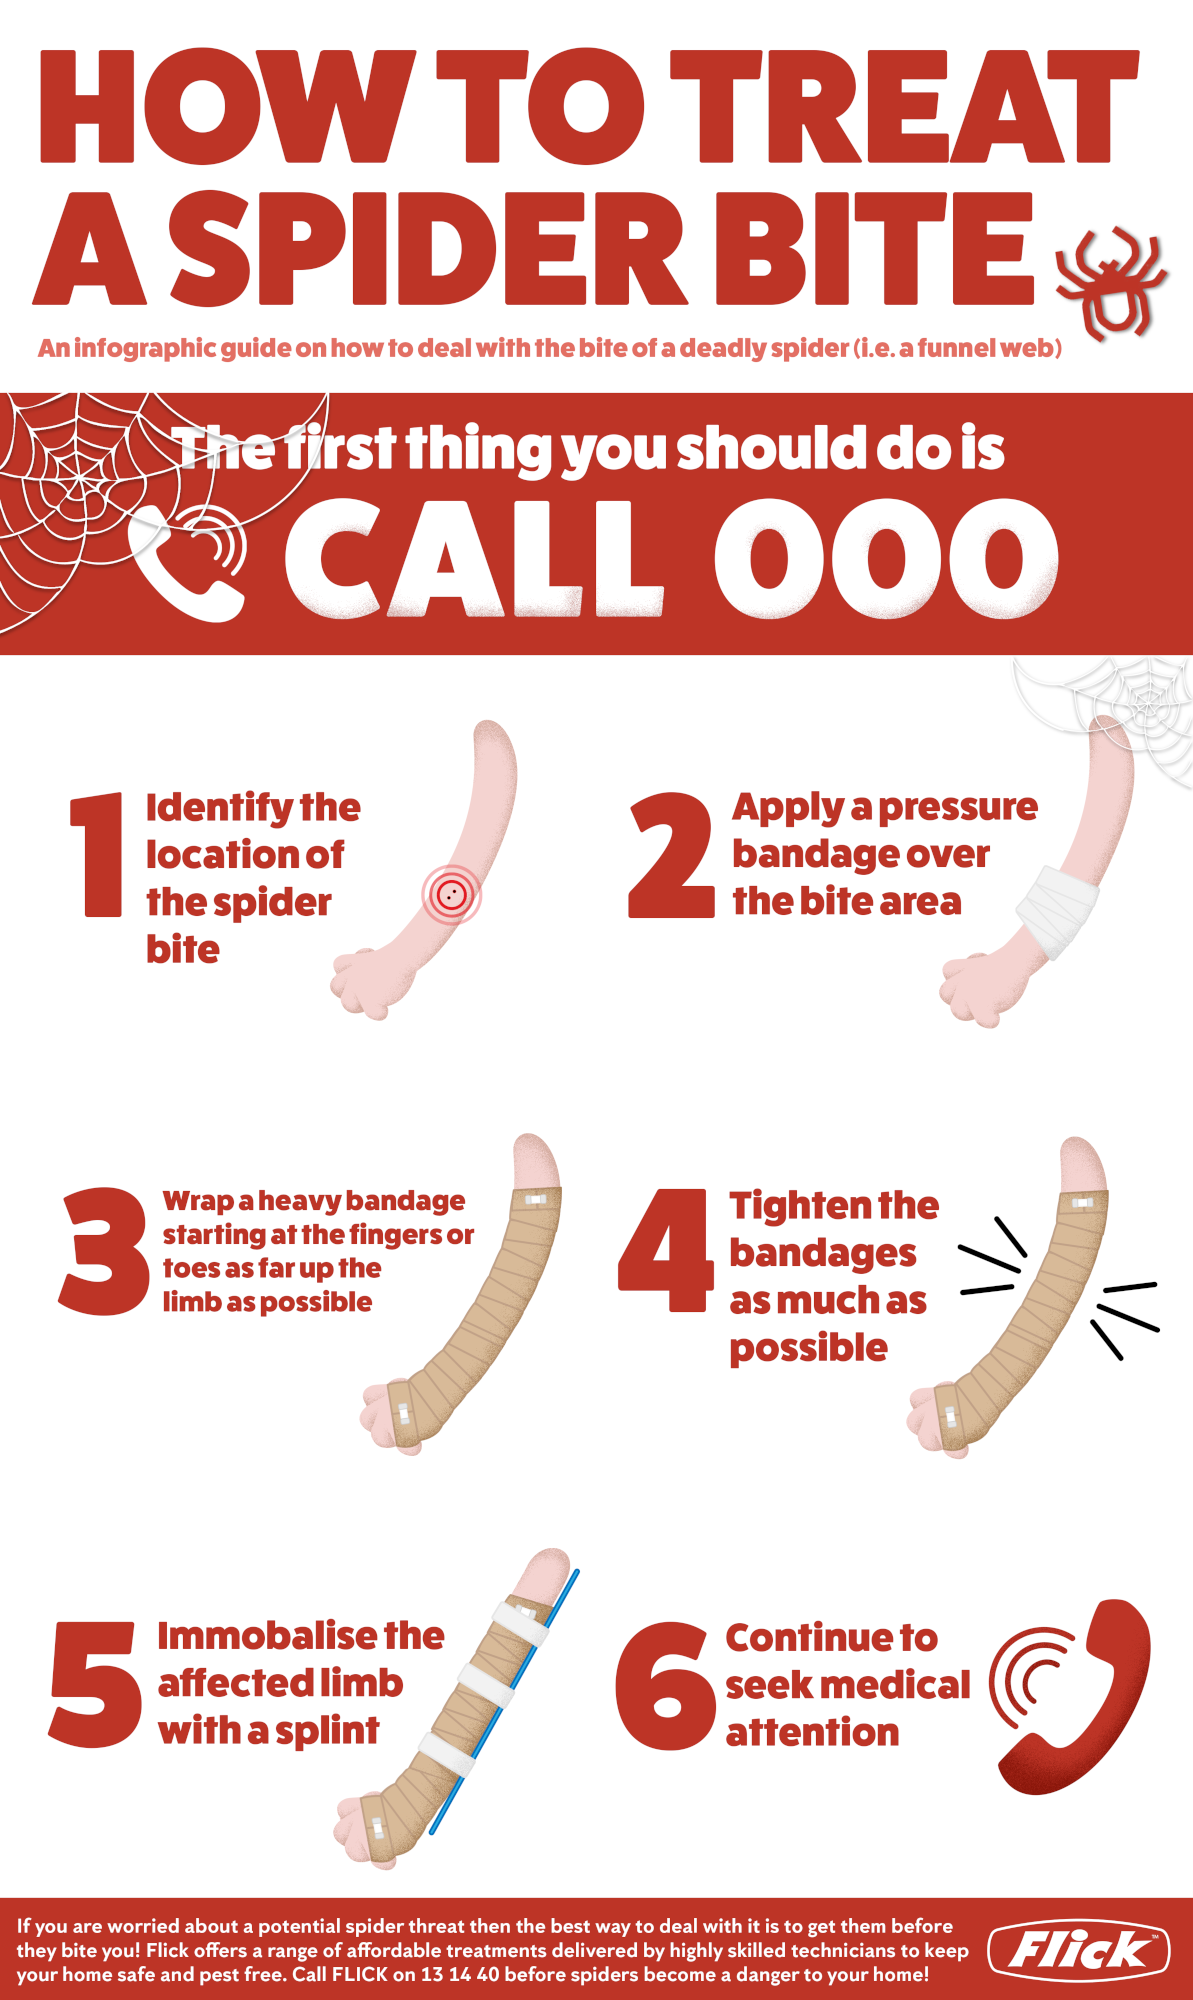 HOW TO TREAT
A SPIDER BITE
An infographic guide on how to deal with the bite of a deadly spider (i.e. a funnel web)
The first thing you should do is
CALL 000
1
Identify the
location of
the spider
bite
2
Apply a pressure
bandage over
the bite area
3
Wrap a heavy bandage
starting at the fingers or
toes as far up the
limb as possible
4
Tighten the
bandages
as much as
possible
5
Immobalise the
affected limb
with a splint
6
Continue to
seek medical
attention
If you are worried about a potential spider threat then the best way to deal with it is to get them before
they bite you! Flick offers a range of affordable treatments delivered by highly skilled technicians to keep
your home safe and pest free. Call FLICK on 13 14 40 before spiders become a danger to your home!
Flick™